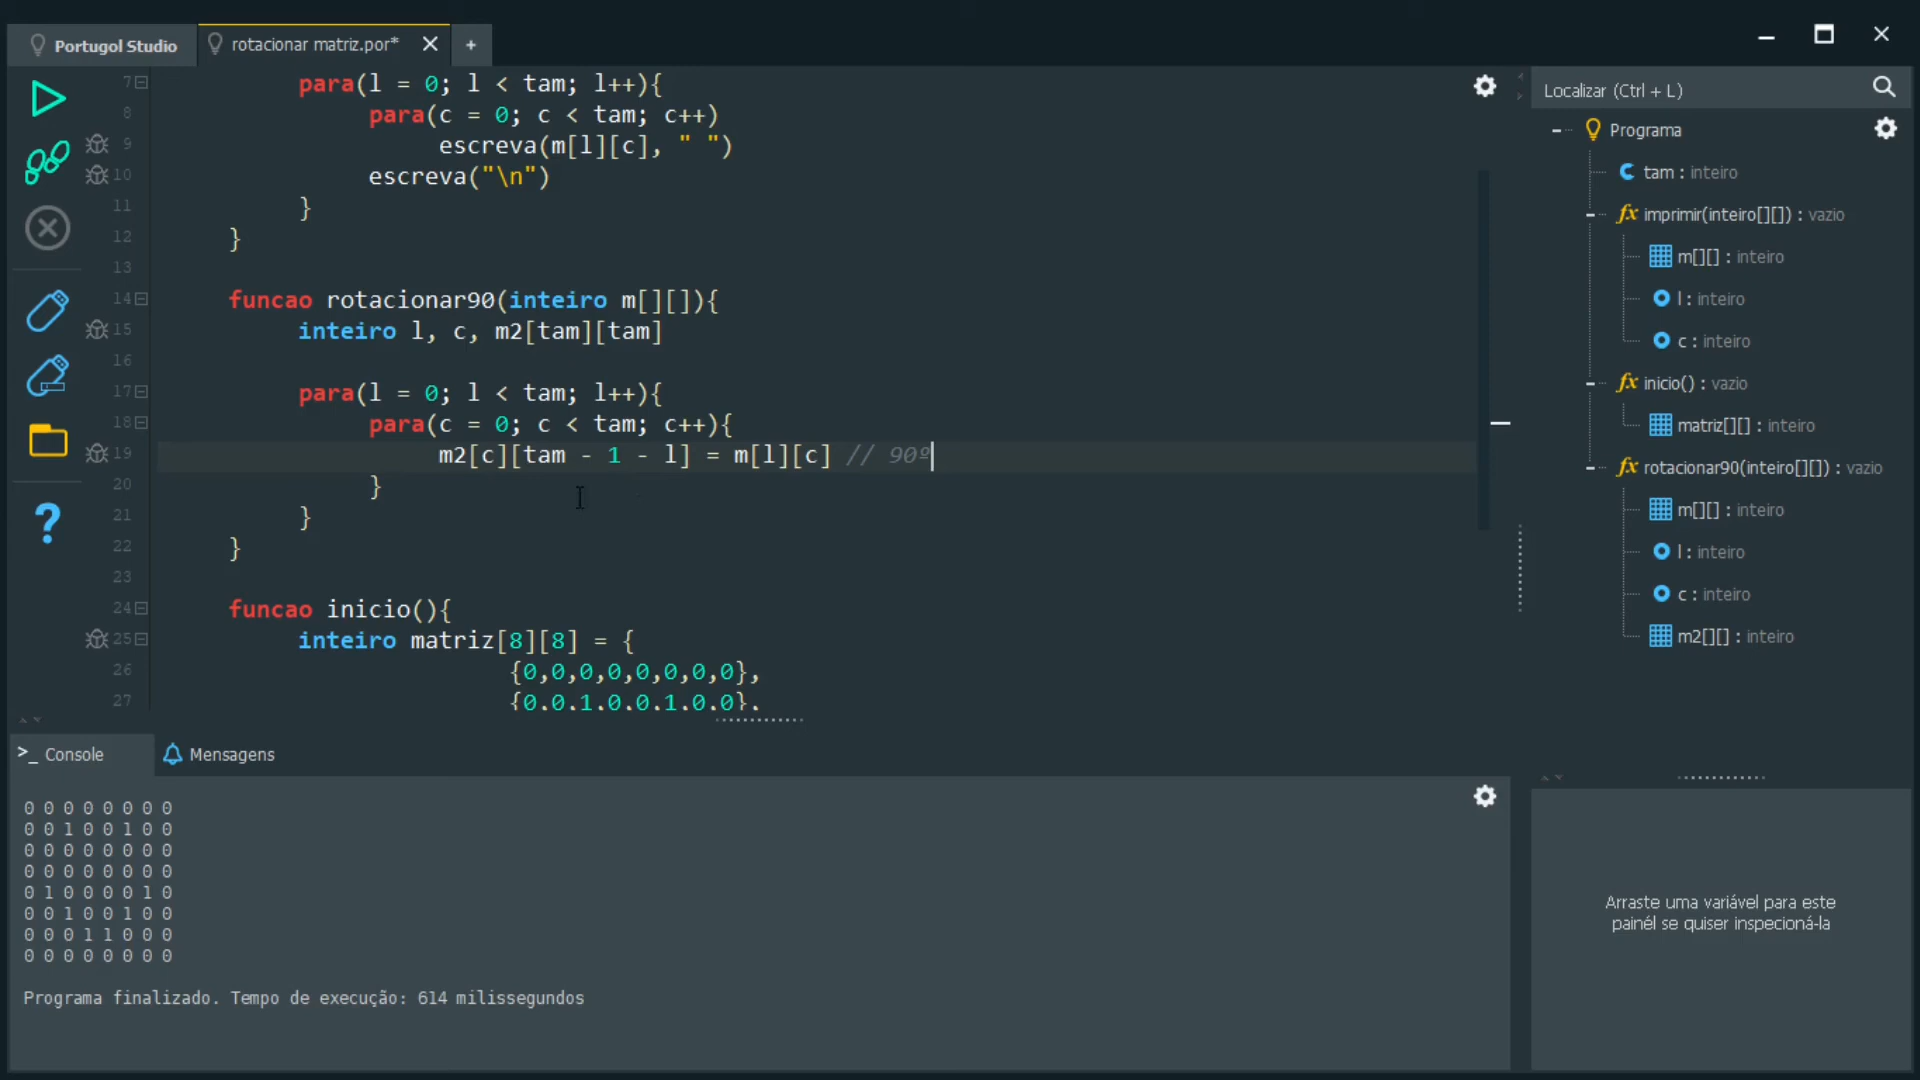 Portugol Studio
rotacionar matriz.por*
+
7 para(l = 0; l < tam; l++){
8 para(c = 0; c < tam; c++)
9 escreva(m[l][c], " ")
10 escreva("\n")
11 }
12 }
13
14 funcao rotacionar90(inteiro m[][]){
15 inteiro l, c, m2[tam][tam]
16
17 para(l = 0; l < tam; l++){
18 para(c = 0; c < tam; c++){
19 m2[c][tam - 1 - l] = m[l][c] // 90º
20 }
21 }
22 }
23
24 funcao inicio(){
25 inteiro matriz[8][8] = {
26 {0,0,0,0,0,0,0,0},
27 {0,0,1,0,0,1,0,0},
Localizar (Ctrl + L)
Programa
tam : inteiro
fx imprimir(inteiro[][]) : vazio
m[][] : inteiro
l : inteiro
c : inteiro
fx inicio() : vazio
matriz[][] : inteiro
fx rotacionar90(inteiro[][]) : vazio
m[][] : inteiro
l : inteiro
c : inteiro
m2[][] : inteiro
>_ Console
Mensagens
0 0 0 0 0 0 0 0
0 0 1 0 0 1 0 0
0 0 0 0 0 0 0 0
0 0 0 0 0 0 0 0
0 1 0 0 0 0 1 0
0 0 1 0 0 1 0 0
0 0 0 1 1 0 0 0
0 0 0 0 0 0 0 0
Programa finalizado. Tempo de execução: 614 milissegundos
Arraste uma variável para este
painél se quiser inspecioná-la